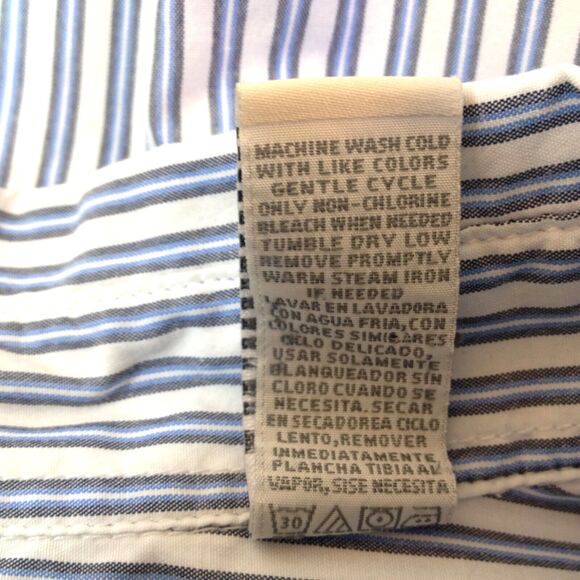 MACHINE WASH COLD
WITH LIKE COLORS
GENTLE CYCLE
ONLY NON-CHLORINE
BLEACH WHEN NEEDED
TUMBLE DRY LOW
REMOVE PROMPTLY
WARM STEAM IRON
IF NEEDED
LAVAR EN LAVADORA
CON AGUA FRIA,CON
COLORES SIMILARES
CICLO DELICADO,
USAR SOLAMENTE
BLANQUEADOR SIN
CLORO CUANDO SE
NECESITA. SECAR
EN SECADOREA CICLO
LENTO,REMOVER
INMEDIATAMENTE
PLANCHA TIBIA AL
VAPOR, SISE NECESITA
30